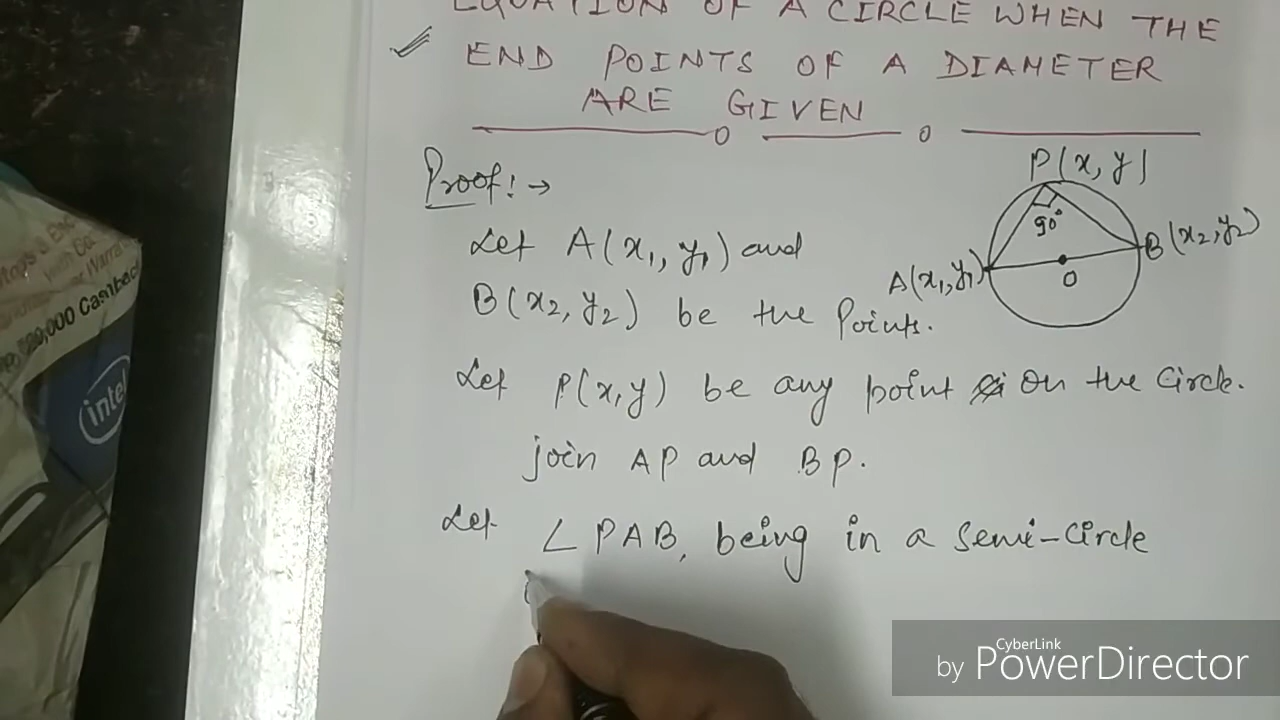 EQUATION OF A CIRCLE WHEN THE
END POINTS OF A DIAMETER
ARE GIVEN
Proof:→
P(x, y)
90°
Let A(x₁, y₁) and
B(x₂, y₂)
A(x₁, y₁)
O
B(x₂, y₂) be the Points.
Let P(x, y) be any point on the circle.
join AP and BP.
Let ∠PAB, being in a semi-circle
intel
Cashback
CyberLink
by PowerDirector